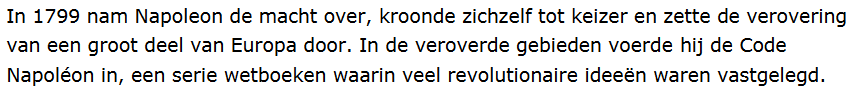 In 1799 nam Napoleon de macht over, kroonde zichzelf tot keizer en zette de verovering
van een groot deel van Europa door. In de veroverde gebieden voerde hij de Code
Napoléon in, een serie wetboeken waarin veel revolutionaire ideeën waren vastgelegd.